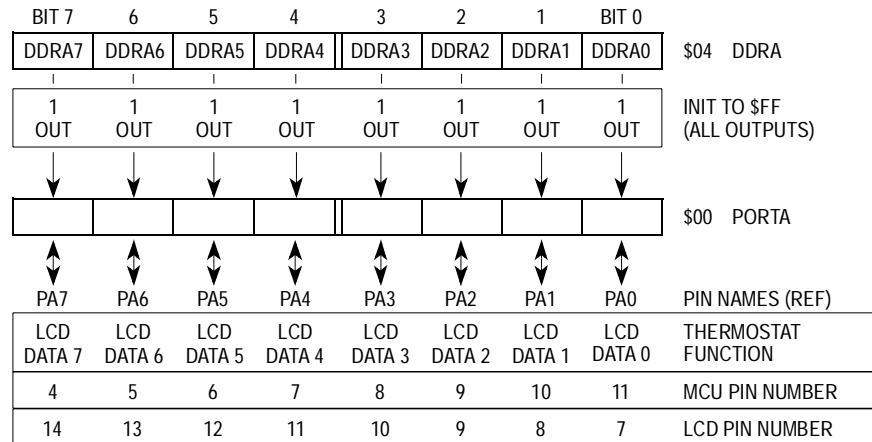 BIT 7 6 5 4 3 2 1 BIT 0
DDRA7 DDRA6 DDRA5 DDRA4 DDRA3 DDRA2 DDRA1 DDRA0 $04 DDRA
1 1 1 1 1 1 1 1 INIT TO $FF
OUT OUT OUT OUT OUT OUT OUT OUT (ALL OUTPUTS)
$00 PORTA
PA7 PA6 PA5 PA4 PA3 PA2 PA1 PA0 PIN NAMES (REF)
LCD LCD LCD LCD LCD LCD LCD LCD THERMOSTAT
DATA 7 DATA 6 DATA 5 DATA 4 DATA 3 DATA 2 DATA 1 DATA 0 FUNCTION
4 5 6 7 8 9 10 11 MCU PIN NUMBER
14 13 12 11 10 9 8 7 LCD PIN NUMBER